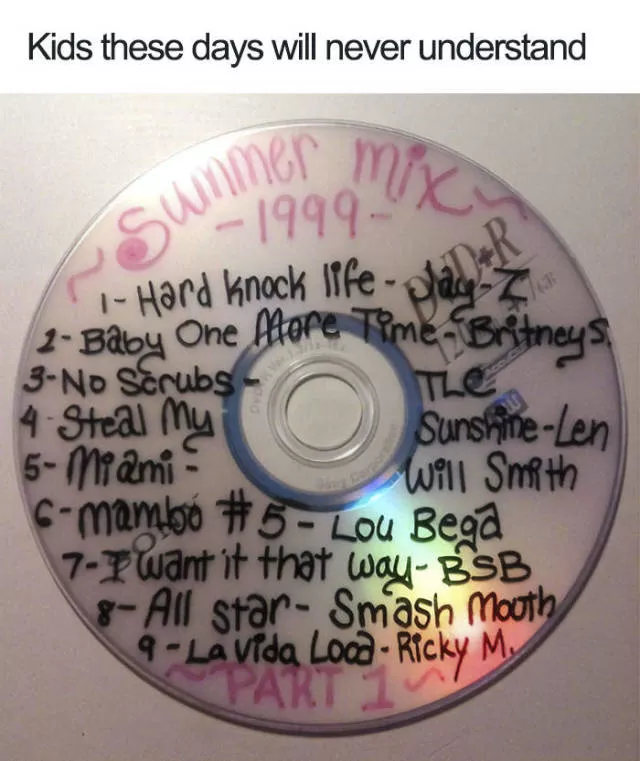 Kids these days will never understand
~Summer mix~
-1999-
1- Hard knock life - Jay-Z
2- Baby One More Time - Britney S.
3- No Scrubs - TLC
4- Steal My Sunshine - Len
5- Miami - Will Smith
6- mambo #5 - Lou Bega
7- I want it that way - BSB
8- All star - Smash Mouth
9 - La Vida Loca - Ricky M.
~PART 1~
DVD+R